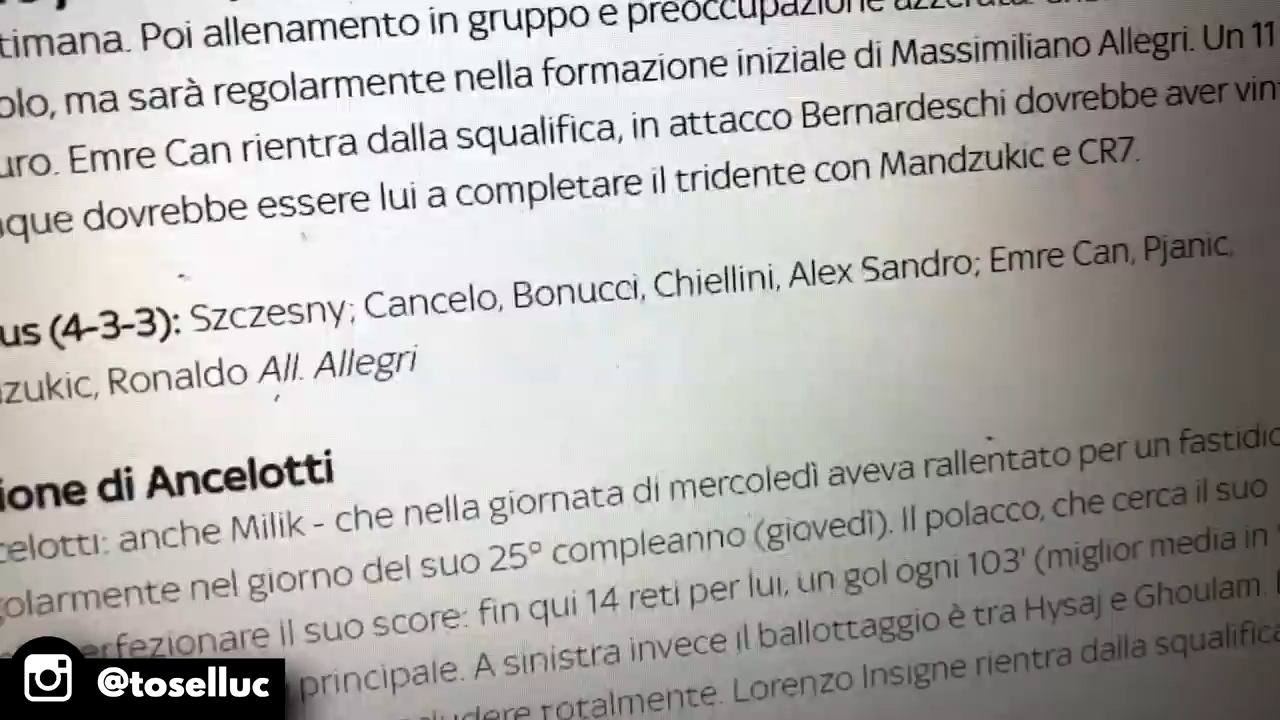 timana. Poi allenamento in gruppo e preoccupazione
olo, ma sarà regolarmente nella formazione iniziale di Massimiliano Allegri. Un 11
uro. Emre Can rientra dalla squalifica, in attacco Bernardeschi dovrebbe aver vin
que dovrebbe essere lui a completare il tridente con Mandzukic e CR7.
us (4-3-3): Szczesny; Cancelo, Bonucci, Chiellini, Alex Sandro; Emre Can, Pjanic,
zukic, Ronaldo All. Allegri
ione di Ancelotti
celotti: anche Milik - che nella giornata di mercoledì aveva rallentato per un fastidio
golarmente nel giorno del suo 25° compleanno (giovedì). Il polacco, che cerca il suo
erfezionare il suo score: fin qui 14 reti per lui, un gol ogni 103' (miglior media in
principale. A sinistra invece il ballottaggio è tra Hysaj e Ghoulam.
ludere totalmente. Lorenzo Insigne rientra dalla squalifica
@toselluc